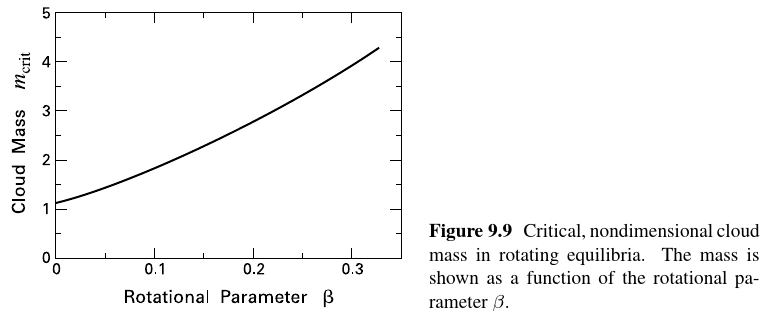 5
4
3
2
1
0
Cloud Mass m_crit
0
0.1
0.2
0.3
Rotational Parameter β
Figure 9.9 Critical, nondimensional cloud
mass in rotating equilibria. The mass is
shown as a function of the rotational pa-
rameter β.